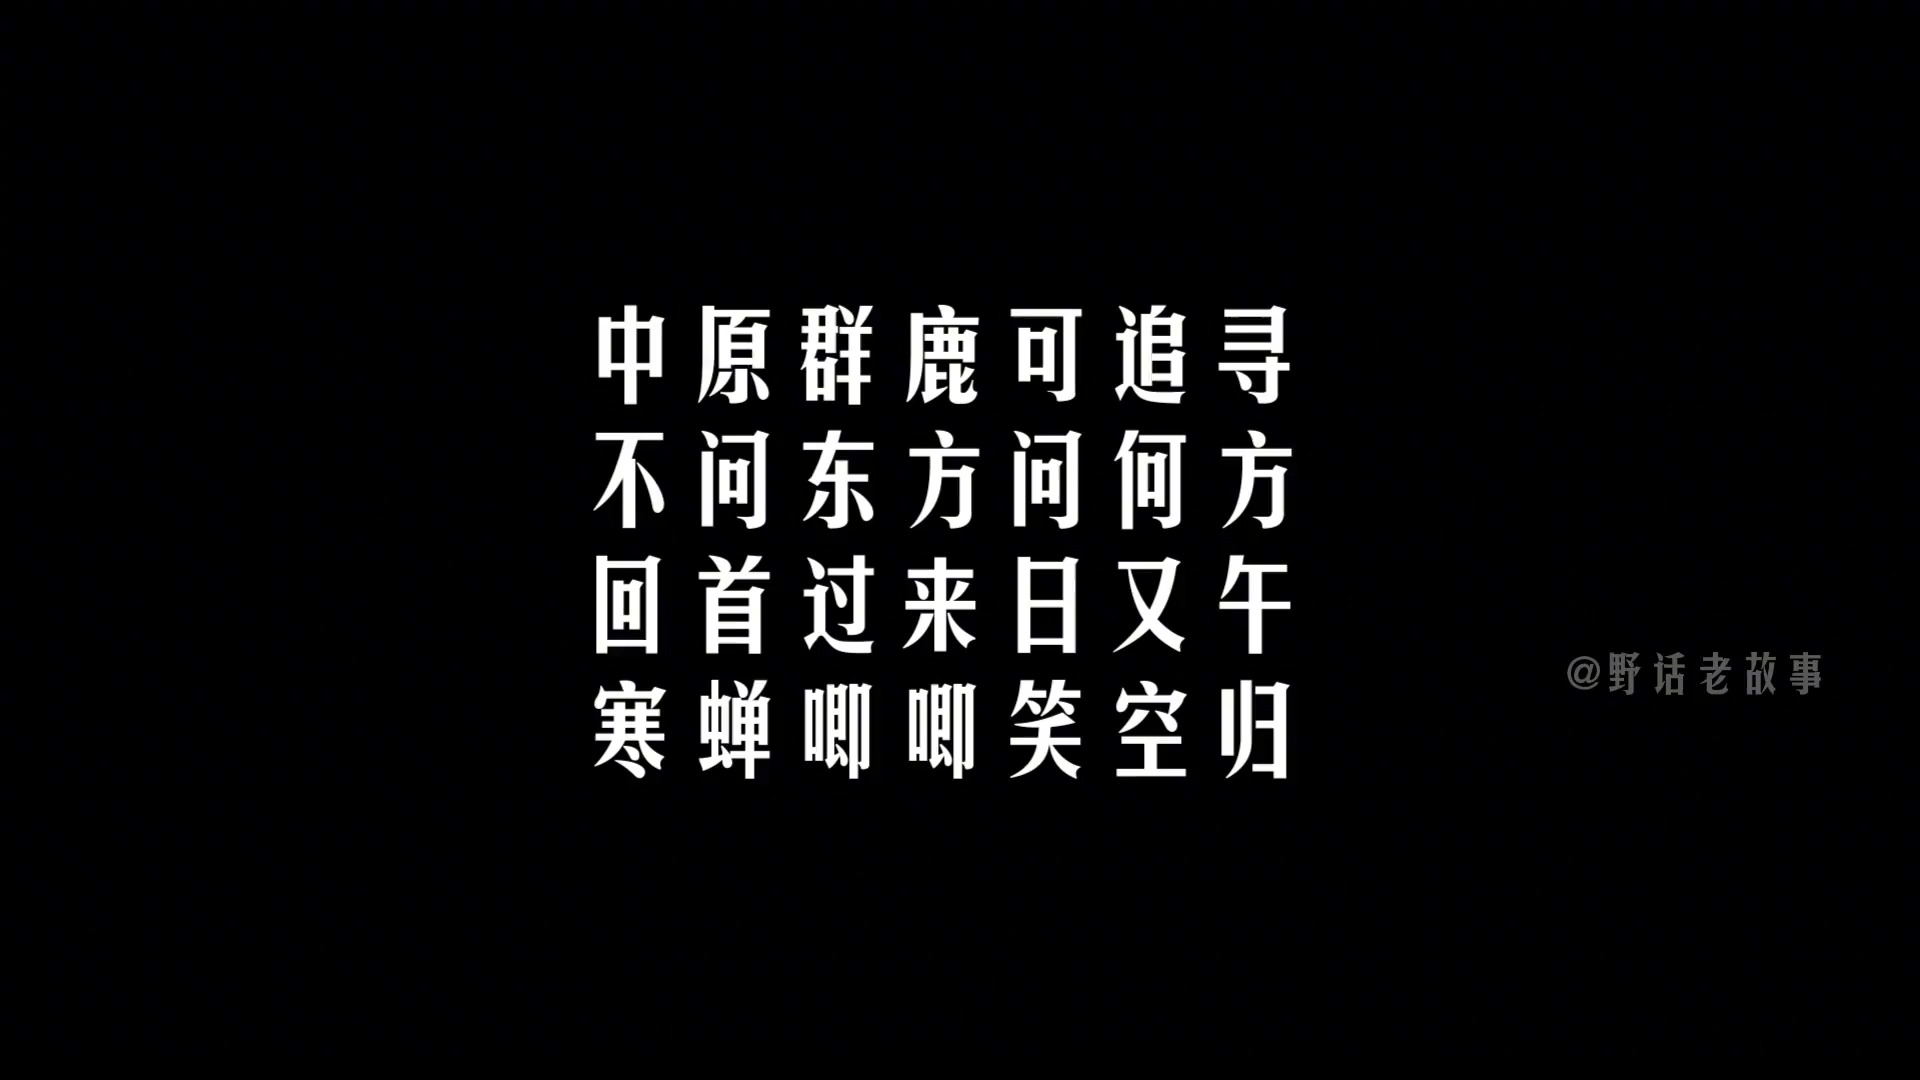 中原群鹿可追寻
不问东方问何方
回首过来日又午
寒蝉唧唧笑空归
@野话老故事